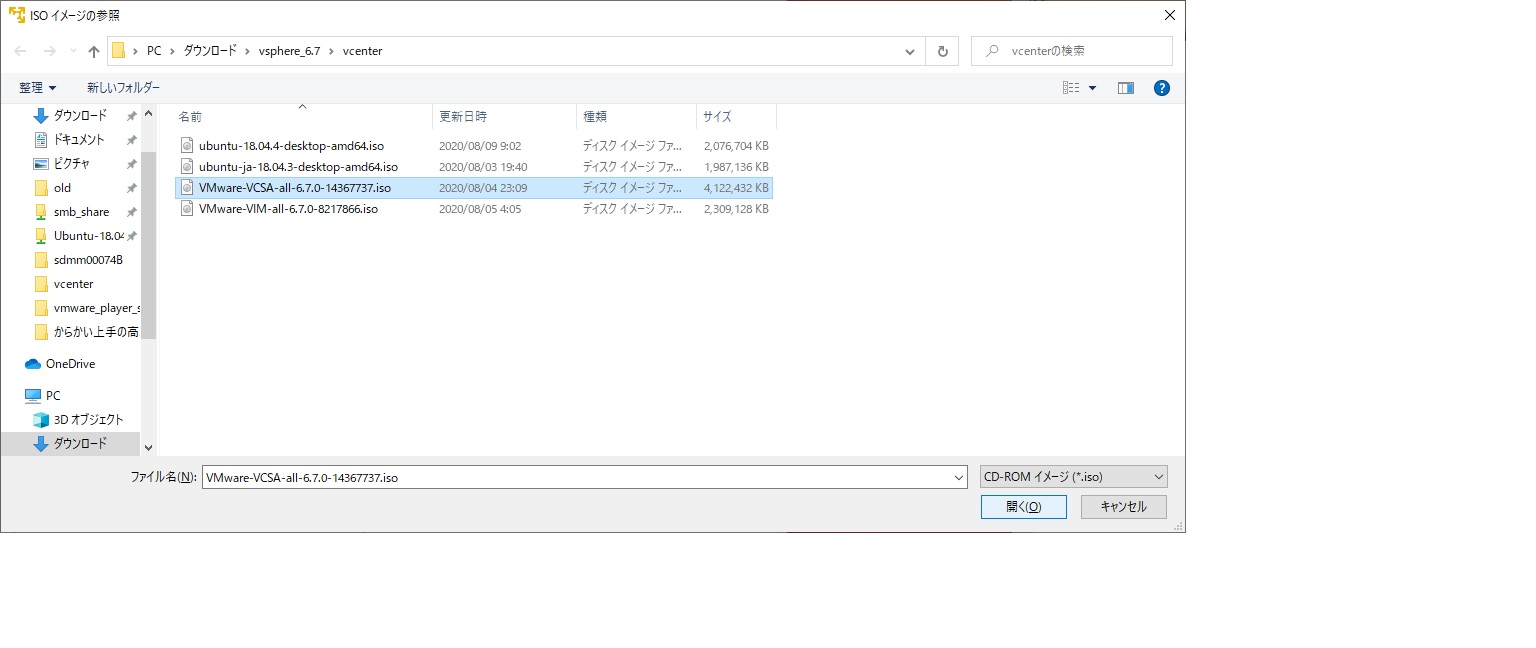 ISO イメージの参照
PC › ダウンロード › vsphere_6.7 › vcenter
vcenterの検索
整理
新しいフォルダー
ダウンロード
ドキュメント
ピクチャ
old
smb_share
Ubuntu-18.04
sdmm00074B
vcenter
vmware_player_s
からかい上手の高
OneDrive
PC
3D オブジェクト
ダウンロード
名前 更新日時 種類 サイズ
ubuntu-18.04.4-desktop-amd64.iso 2020/08/09 9:02 ディスク イメージ ファ... 2,076,704 KB
ubuntu-ja-18.04.3-desktop-amd64.iso 2020/08/03 19:40 ディスク イメージ ファ... 1,987,136 KB
VMware-VCSA-all-6.7.0-14367737.iso 2020/08/04 23:09 ディスク イメージ ファ... 4,122,432 KB
VMware-VIM-all-6.7.0-8217866.iso 2020/08/05 4:05 ディスク イメージ ファ... 2,309,128 KB
ファイル名(N): VMware-VCSA-all-6.7.0-14367737.iso
CD-ROM イメージ (*.iso)
開く(O) キャンセル